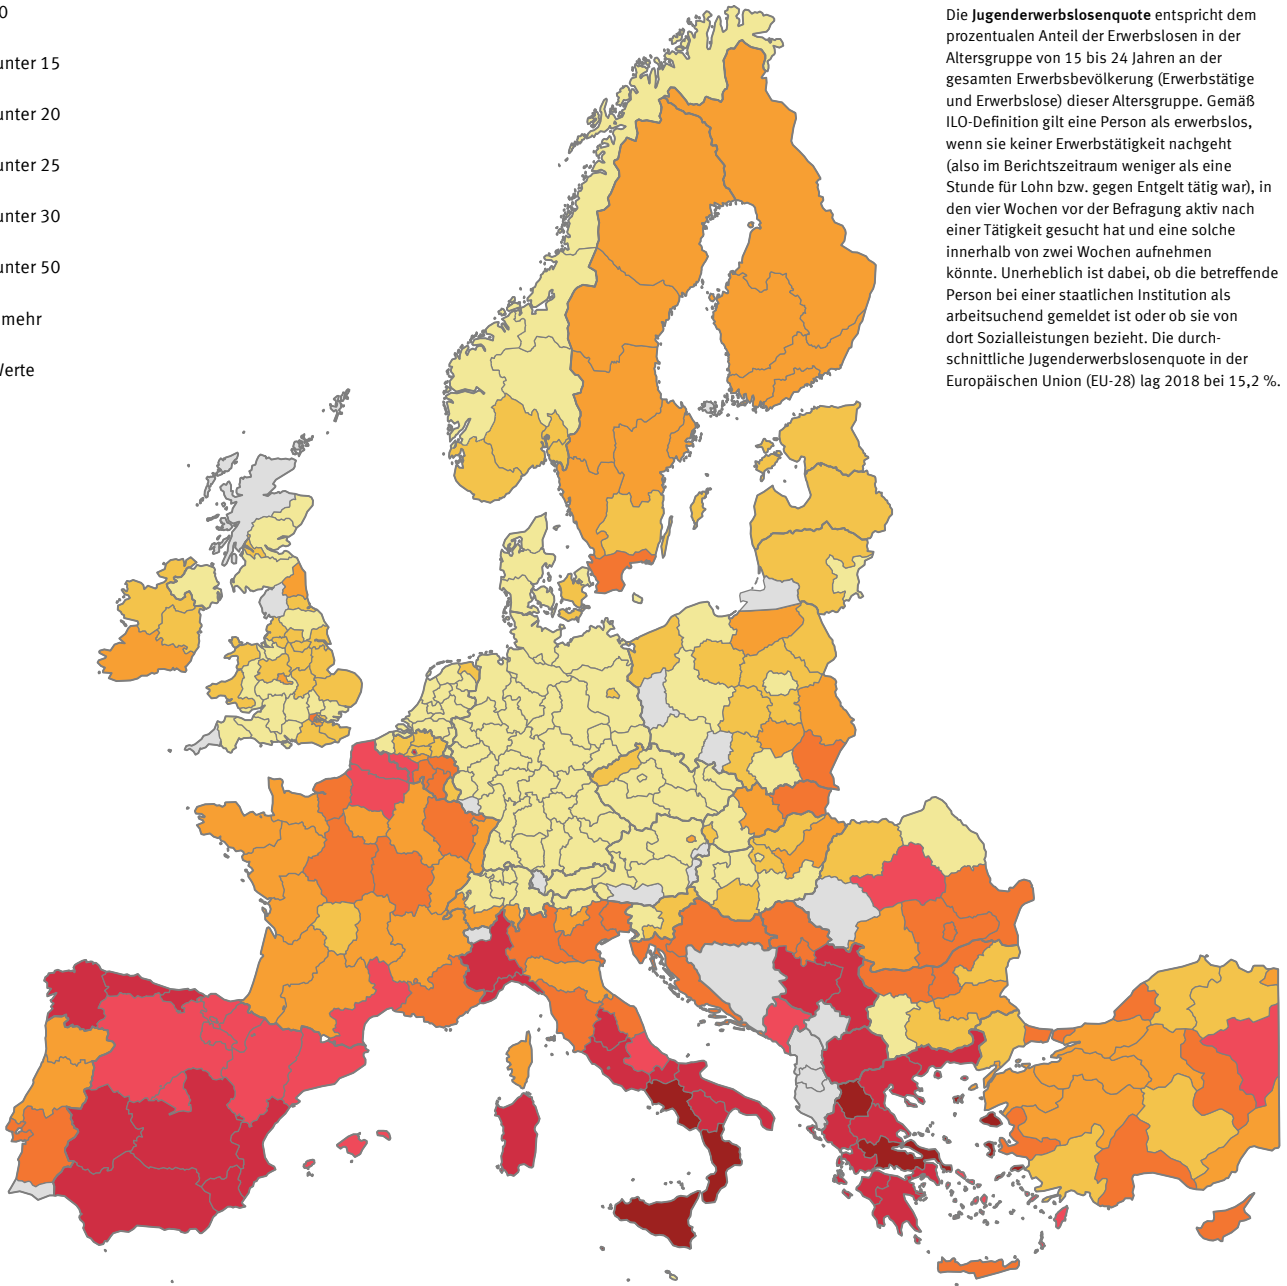 0
unter 15
unter 20
unter 25
unter 30
unter 50
mehr
Werte
Die Jugenderwerbslosenquote entspricht dem
prozentualen Anteil der Erwerbslosen in der
Altersgruppe von 15 bis 24 Jahren an der
gesamten Erwerbsbevölkerung (Erwerbstätige
und Erwerbslose) dieser Altersgruppe. Gemäß
ILO-Definition gilt eine Person als erwerbslos,
wenn sie keiner Erwerbstätigkeit nachgeht
(also im Berichtszeitraum weniger als eine
Stunde für Lohn bzw. gegen Entgelt tätig war), in
den vier Wochen vor der Befragung aktiv nach
einer Tätigkeit gesucht hat und eine solche
innerhalb von zwei Wochen aufnehmen
könnte. Unerheblich ist dabei, ob die betreffende
Person bei einer staatlichen Institution als
arbeitsuchend gemeldet ist oder ob sie von
dort Sozialleistungen bezieht. Die durch-
schnittliche Jugenderwerbslosenquote in der
Europäischen Union (EU-28) lag 2018 bei 15,2 %.